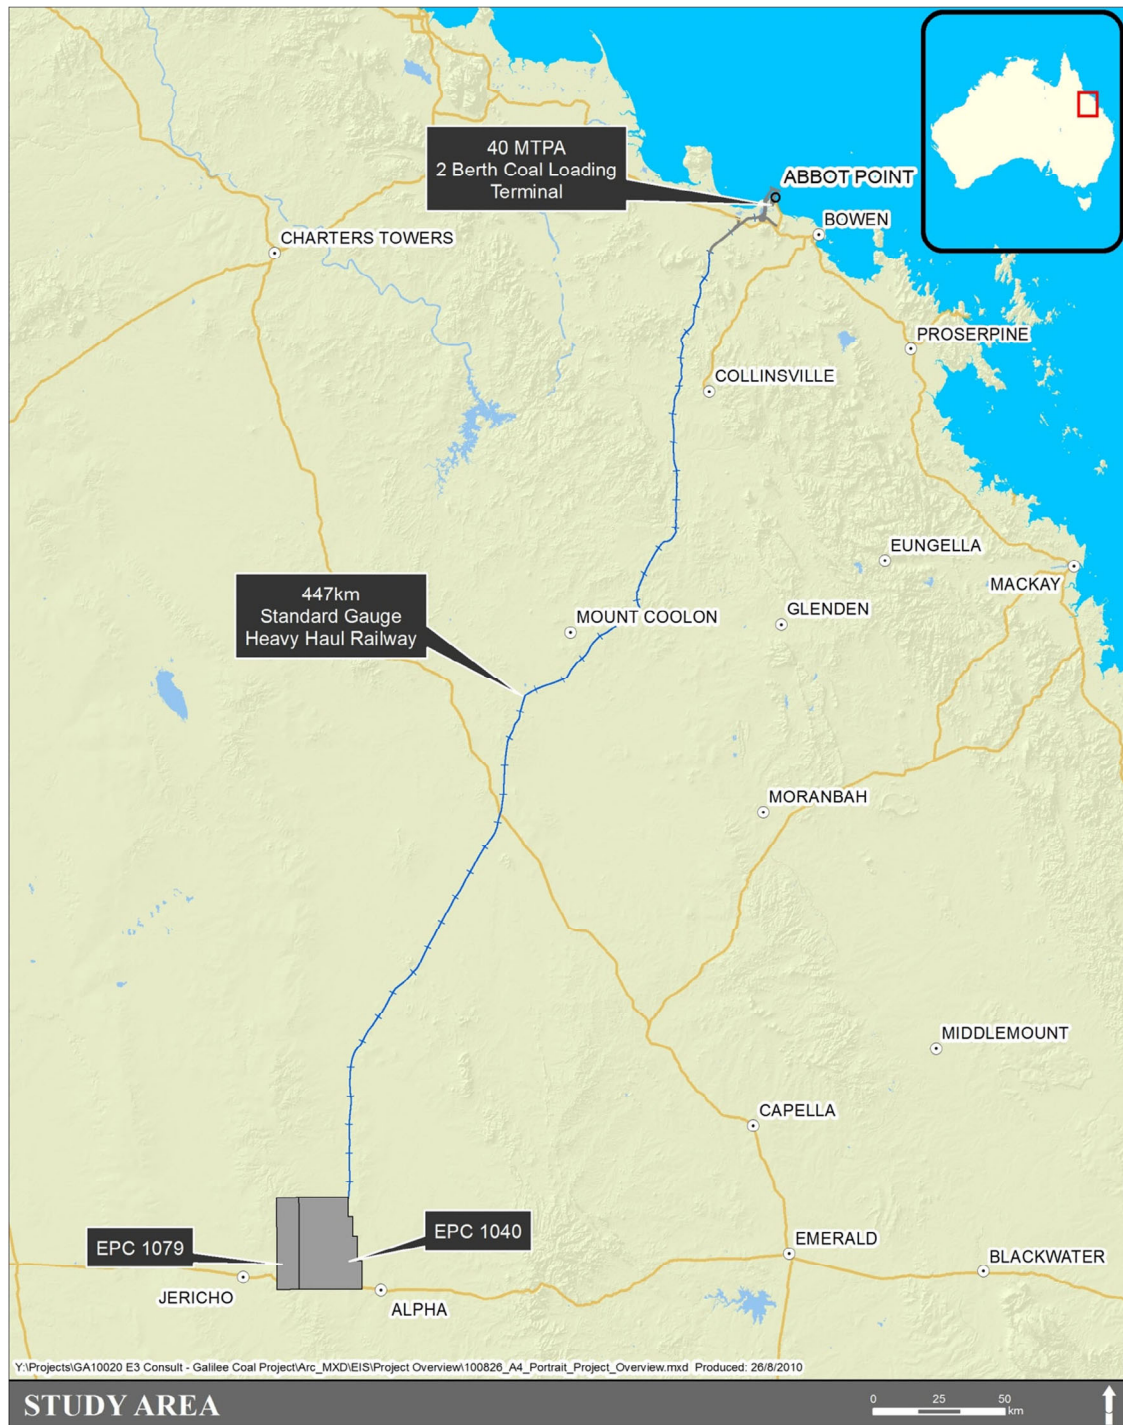 40 MTPA
2 Berth Coal Loading
Terminal
ABBOT POINT
BOWEN
CHARTERS TOWERS
PROSERPINE
COLLINSVILLE
EUNGELLA
MACKAY
447km
Standard Gauge
Heavy Haul Railway
MOUNT COOLON
GLENDEN
MORANBAH
MIDDLEMOUNT
CAPELLA
EPC 1079
EPC 1040
EMERALD
BLACKWATER
JERICHO
ALPHA
Y:\Projects\GA10020 E3 Consult - Galilee Coal Project\Arc_MXD\EIS\Project Overview\100826_A4_Portrait_Project_Overview.mxd Produced: 26/8/2010
STUDY AREA
0 25 50
km